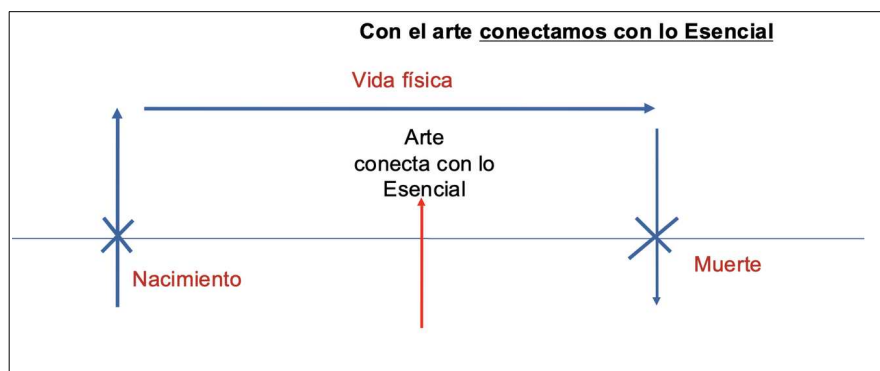 Con el arte conectamos con lo Esencial
Vida física
Arte
conecta con lo
Esencial
Nacimiento
Muerte